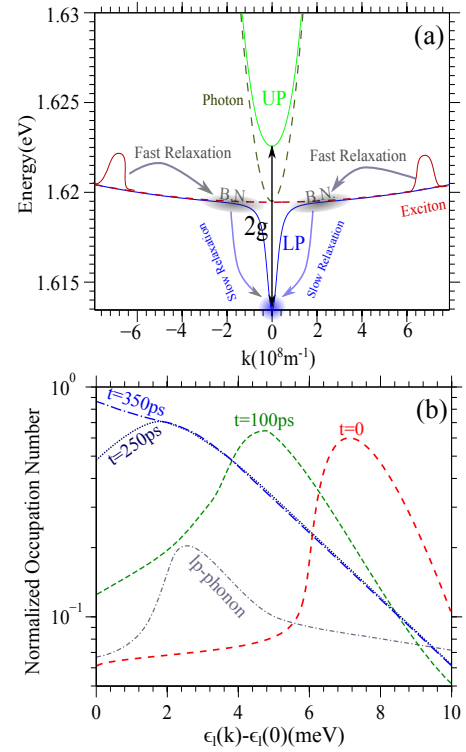 1.63
(a)
Photon
UP
1.625
Energy(eV)
Fast Relaxation
Fast Relaxation
1.62
B.N.
B.N.
Exciton
2g
LP
Slow Relaxation
Slow Relaxation
1.615
−6 −4 −2 0 2 4 6
k(10⁸m⁻¹)
10⁰
(b)
t=350ps
t=100ps
t=0
t=250ps
Normalized Occupation Number
lp-phonon
10⁻¹
0 2 4 6 8 10
ϵₗ(k)-ϵₗ(0)(meV)